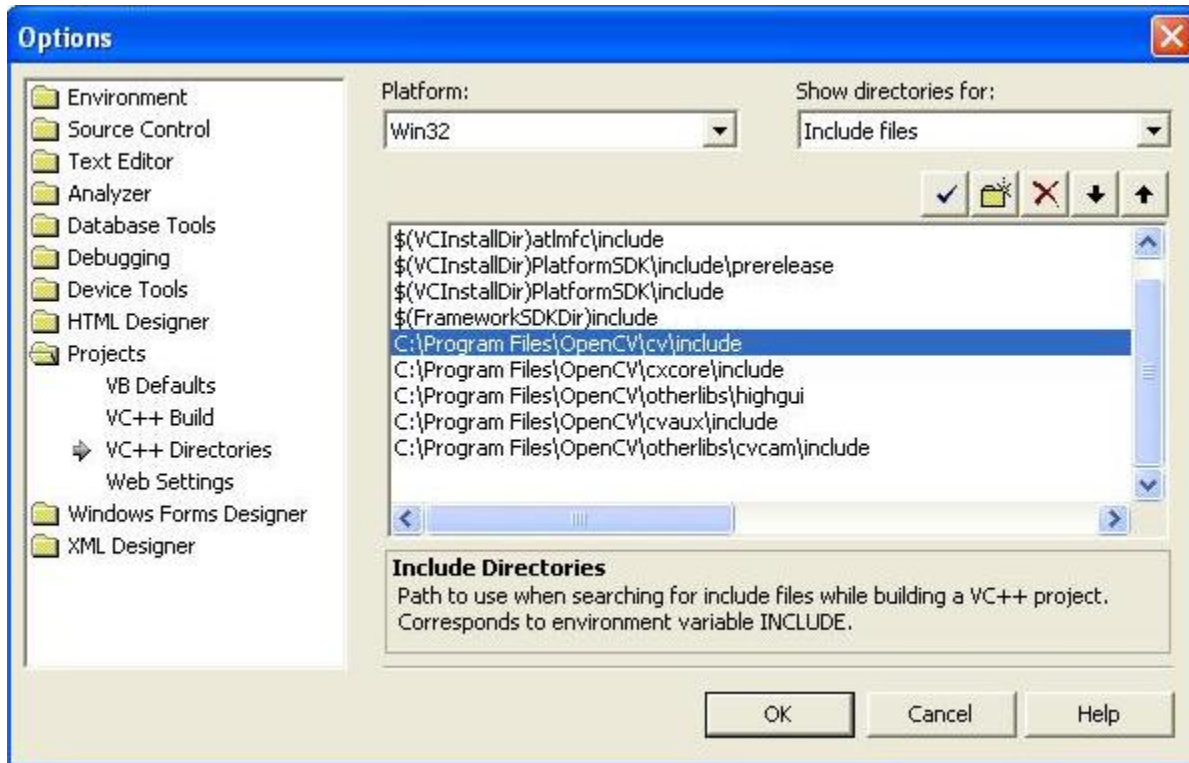 Options
Environment
Source Control
Text Editor
Analyzer
Database Tools
Debugging
Device Tools
HTML Designer
Projects
VB Defaults
VC++ Build
VC++ Directories
Web Settings
Windows Forms Designer
XML Designer
Platform:
Win32
Show directories for:
Include files
$(VCInstallDir)atlmfc\include
$(VCInstallDir)PlatformSDK\include\prerelease
$(VCInstallDir)PlatformSDK\include
$(FrameworkSDKDir)include
C:\Program Files\OpenCV\cv\include
C:\Program Files\OpenCV\cxcore\include
C:\Program Files\OpenCV\otherlibs\highgui
C:\Program Files\OpenCV\cvaux\include
C:\Program Files\OpenCV\otherlibs\cvcam\include
Include Directories
Path to use when searching for include files while building a VC++ project.
Corresponds to environment variable INCLUDE.
OK
Cancel
Help